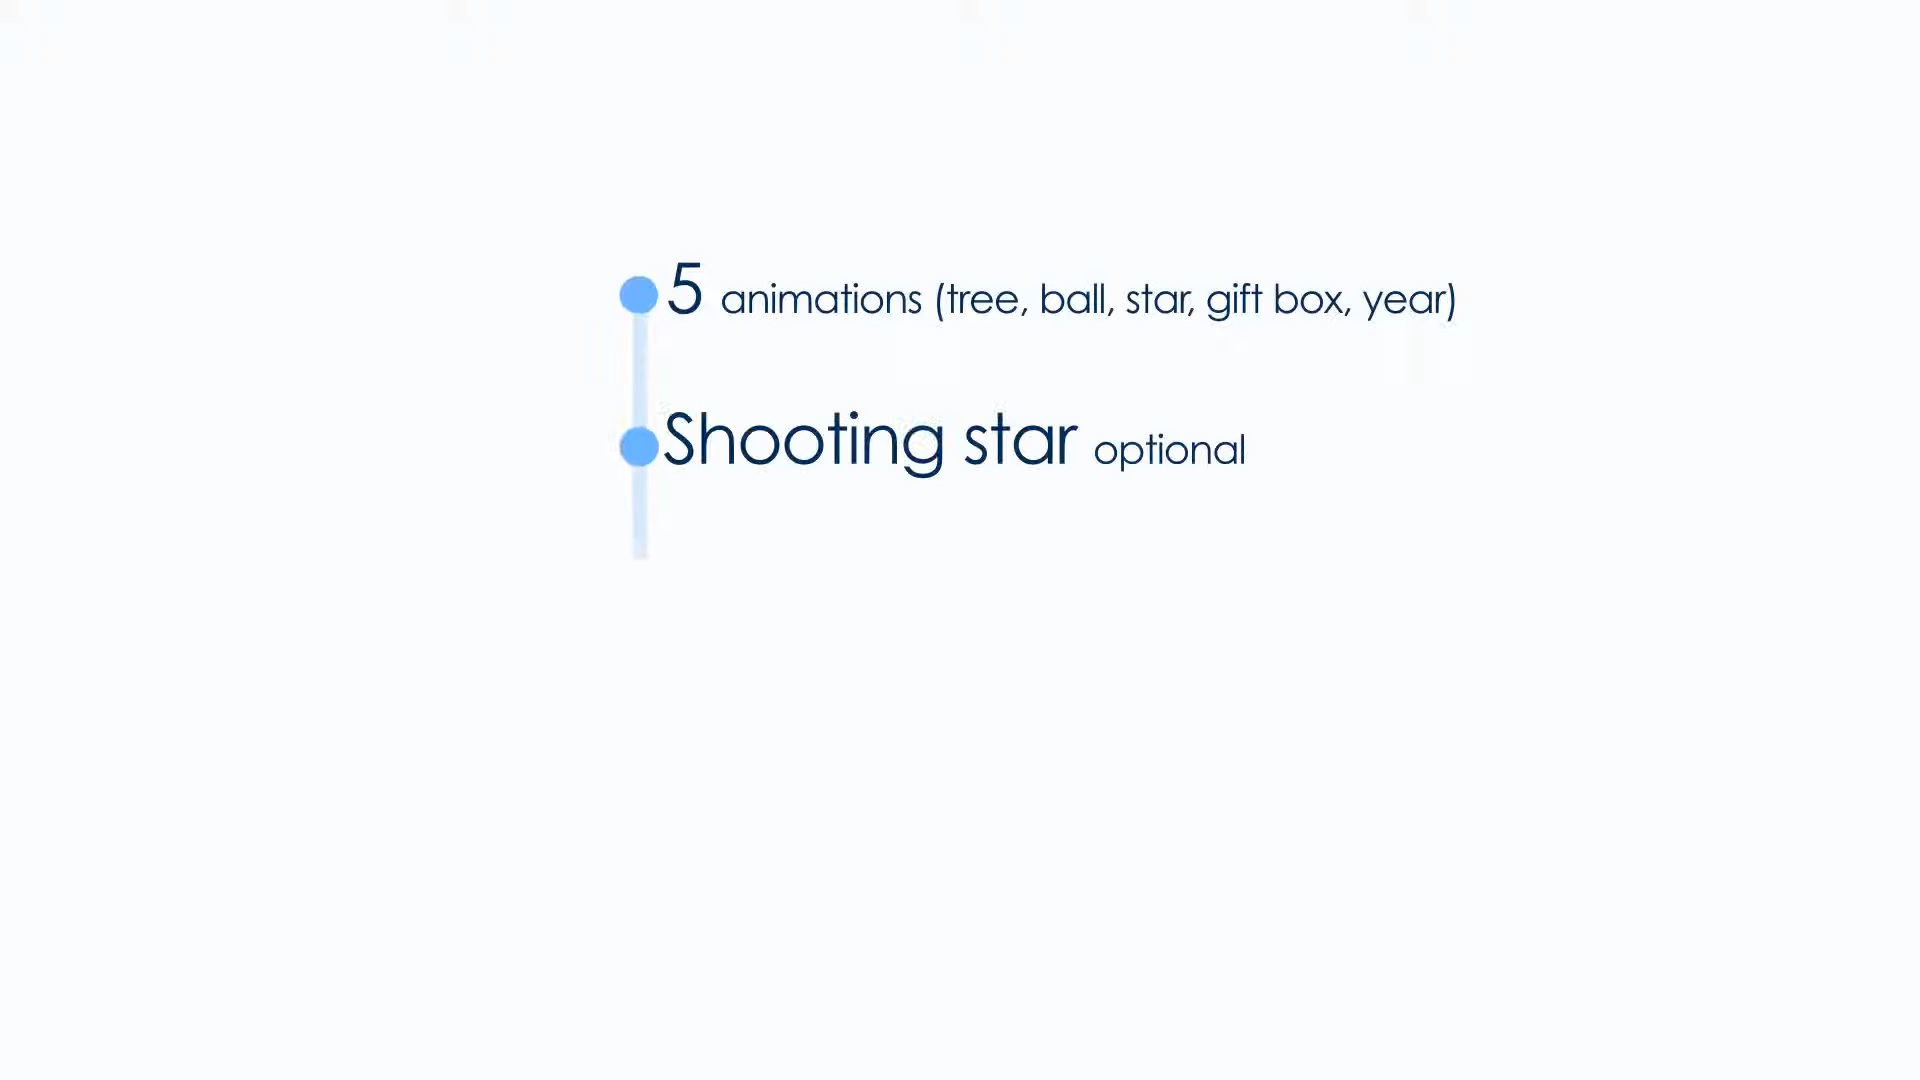 5 animations (tree, ball, star, gift box, year)
Shooting star optional